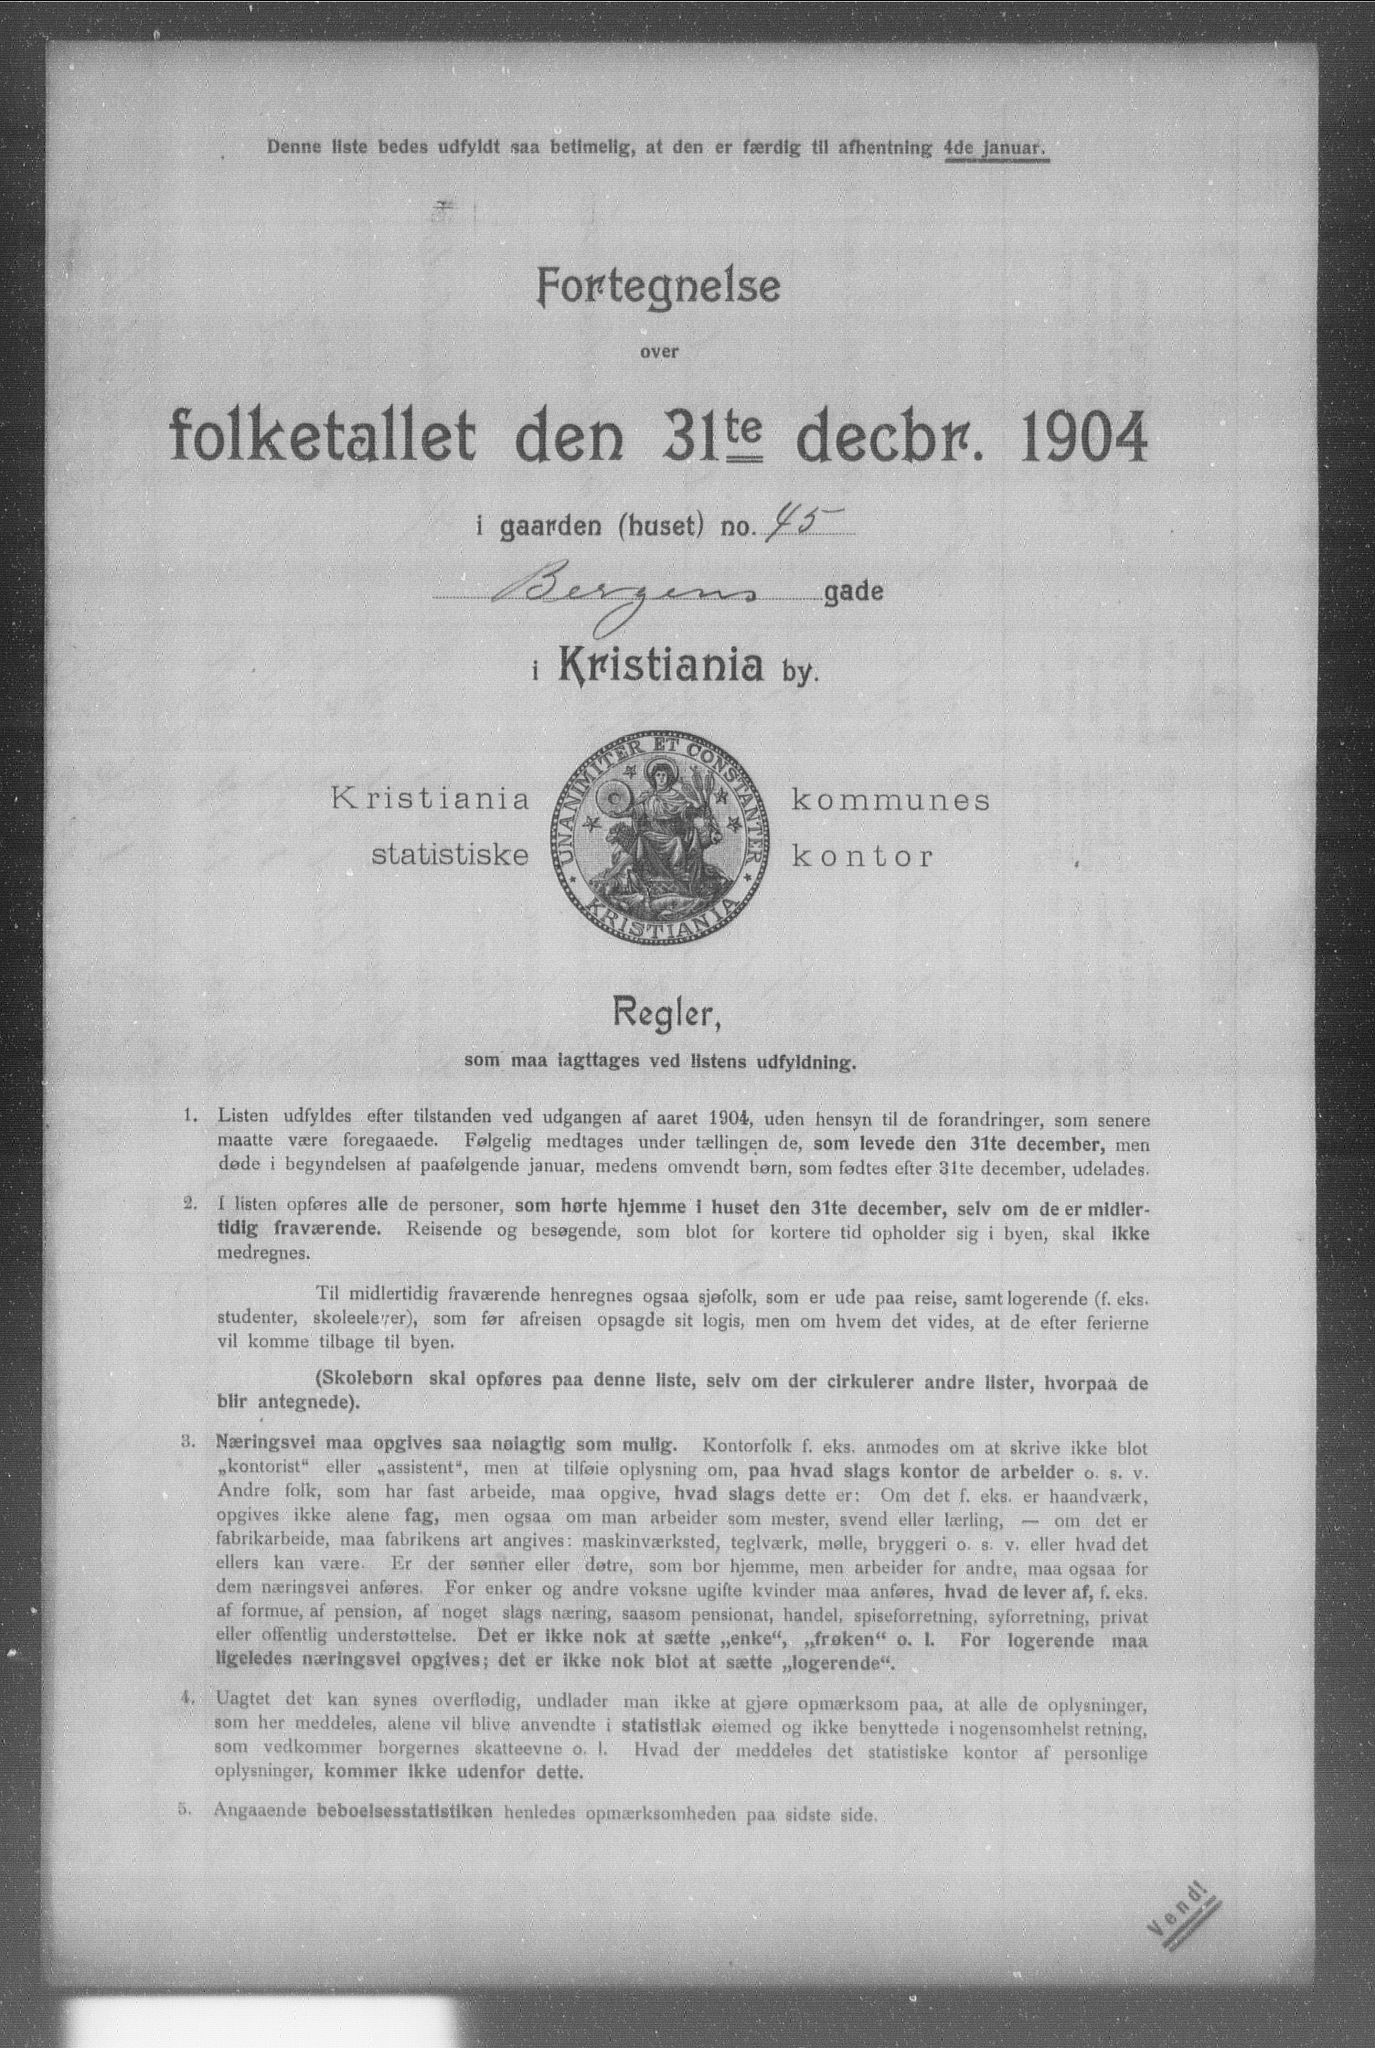 Denne liste bedes udfyldt saa betimelig, at den er færdig til afhentning 4de januar.
Fortegnelse
over
folketallet den 31te decbr. 1904
i gaarden (huset) no. 45
Bergens gade
i Kristiania by.
Kristiania kommunes
statistiske kontor
UNANIMITER ET CONSTANTER
KRISTIANIA
Regler,
som maa iagttages ved listens udfyldning.
1. Listen udfyldes efter tilstanden ved udgangen af aaret 1904, uden hensyn til de forandringer, som senere
maatte være foregaaede. Følgelig medtages under tællingen de, som levede den 31te december, men
døde i begyndelsen af paafølgende januar, medens omvendt børn, som fødtes efter 31te december, udelades.
2. I listen opføres alle de personer, som hørte hjemme i huset den 31te december, selv om de er midler-
tidig fraværende. Reisende og besøgende, som blot for kortere tid opholder sig i byen, skal ikke
medregnes.
Til midlertidig fraværende henregnes ogsaa sjøfolk, som er ude paa reise, samt logerende (f. eks.
studenter, skoleelever), som før afreisen opsagde sit logis, men om hvem det vides, at de efter ferierne
vil komme tilbage til byen.
(Skolebørn skal opføres paa denne liste, selv om der cirkulerer andre lister, hvorpaa de
blir antegnede).
3. Næringsvei maa opgives saa nøiagtig som mulig. Kontorfolk f. eks. anmodes om at skrive ikke blot
„kontorist“ eller „assistent“, men at tilføie oplysning om, paa hvad slags kontor de arbeider o. s. v.
Andre folk, som har fast arbeide, maa opgive, hvad slags dette er: Om det f. eks. er haandværk,
opgives ikke alene fag, men ogsaa om man arbeider som mester, svend eller lærling, — om det er
fabrikarbeide, maa fabrikens art angives: maskinværksted, teglværk, mølle, bryggeri o. s. v. eller hvad det
ellers kan være. Er der sønner eller døtre, som bor hjemme, men arbeider for andre, maa ogsaa for
dem næringsvei anføres. For enker og andre voksne ugifte kvinder maa anføres, hvad de lever af, f. eks.
af formue, af pension, af noget slags næring, saasom pensionat, handel, spiseforretning, syforretning, privat
eller offentlig understøttelse. Det er ikke nok at sætte „enke“, „frøken“ o. l. For logerende maa
ligeledes næringsvei opgives; det er ikke nok blot at sætte „logerende“.
4. Uagtet det kan synes overflødig, undlader man ikke at gjøre opmærksom paa, at alle de oplysninger,
som her meddeles, alene vil blive anvendte i statistisk øiemed og ikke benyttede i nogensomhelst retning,
som vedkommer borgernes skatteevne o. l. Hvad der meddeles det statistiske kontor af personlige
oplysninger, kommer ikke udenfor dette.
5. Angaaende beboelsesstatistiken henledes opmærksomheden paa sidste side.
Vend!